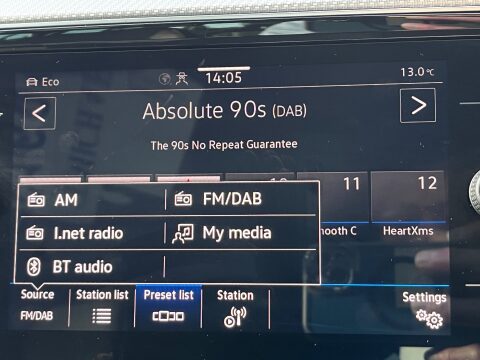 Eco 14:05 13.0 °C
Absolute 90s (DAB)
The 90s No Repeat Guarantee
11 12
AM FM/DAB
I.net radio My media
mooth C HeartXms
BT audio
Source Station list Preset list Station Settings
FM/DAB